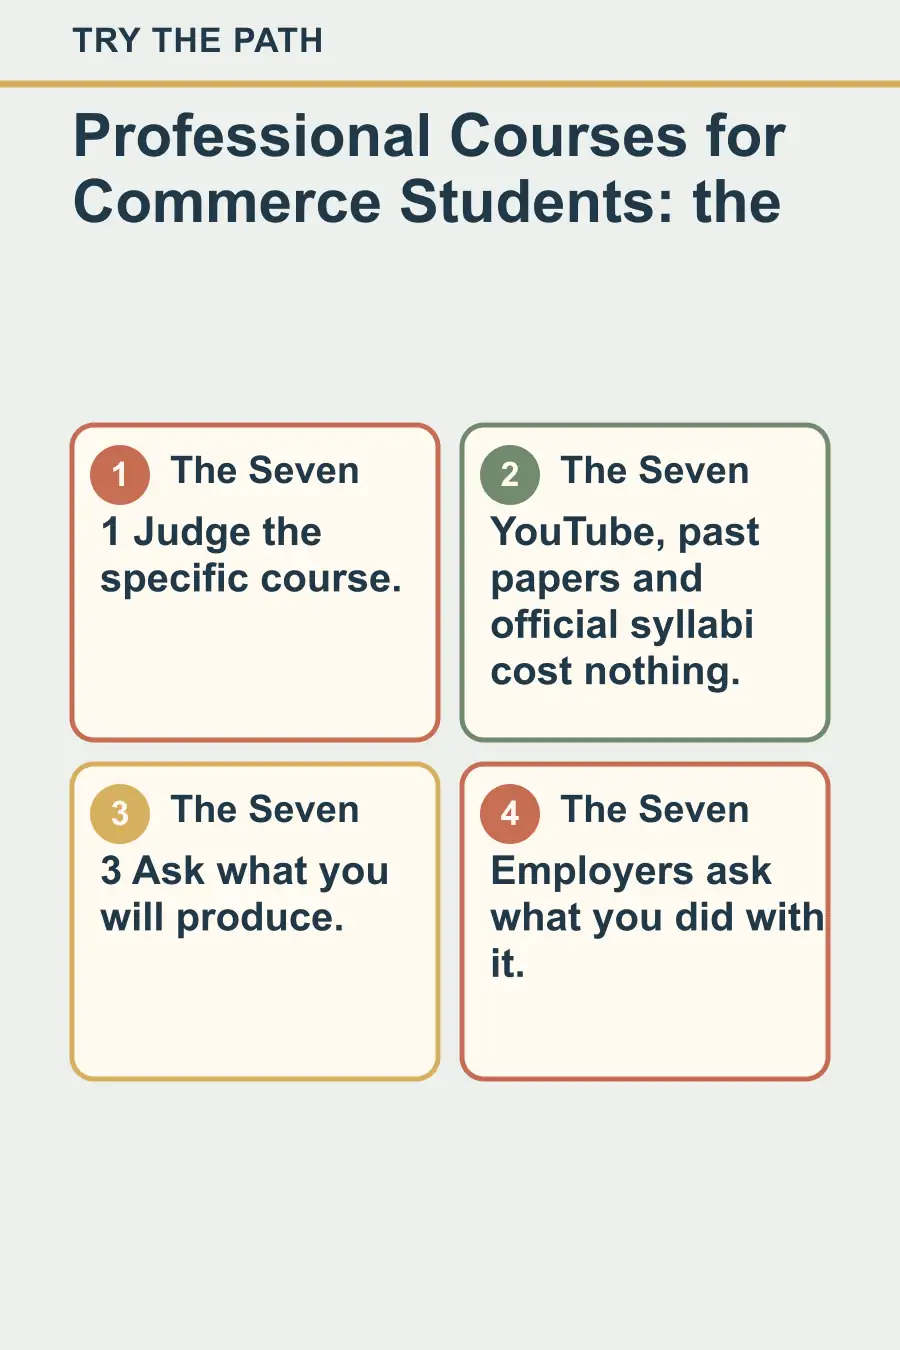 TRY THE PATH
Professional Courses for
Commerce Students: the
1 The Seven
1 Judge the
specific course.
2 The Seven
YouTube, past
papers and
official syllabi
cost nothing.
3 The Seven
3 Ask what you
will produce.
4 The Seven
Employers ask
what you did with
it.